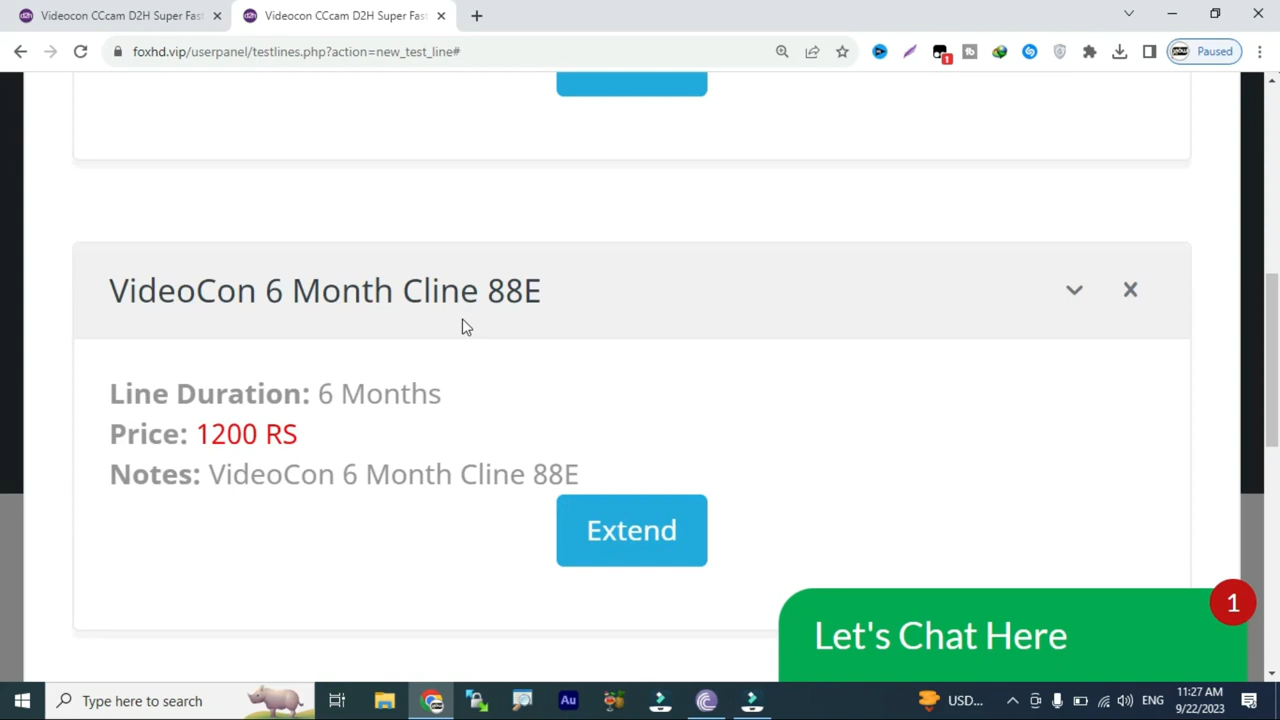 Videocon CCcam D2H Super Fast
Videocon CCcam D2H Super Fast
foxhd.vip/userpanel/testlines.php?action=new_test_line#
1
Paused
VideoCon 6 Month Cline 88E
Line Duration: 6 Months
Price: 1200 RS
Notes: VideoCon 6 Month Cline 88E
Extend
1
Let's Chat Here
Type here to search
Au
USD...
ENG
11:27 AM
9/22/2023